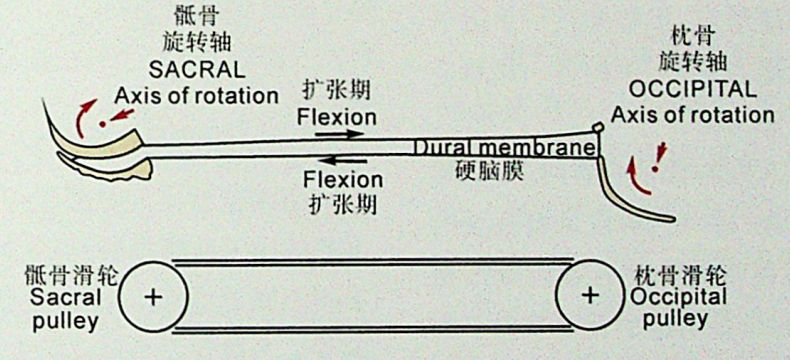 骶骨
旋转轴
SACRAL
Axis of rotation
扩张期
Flexion
枕骨
旋转轴
OCCIPITAL
Axis of rotation
Dural membrane
硬脑膜
Flexion
扩张期
骶骨滑轮
Sacral
pulley
枕骨滑轮
Occipital
pulley